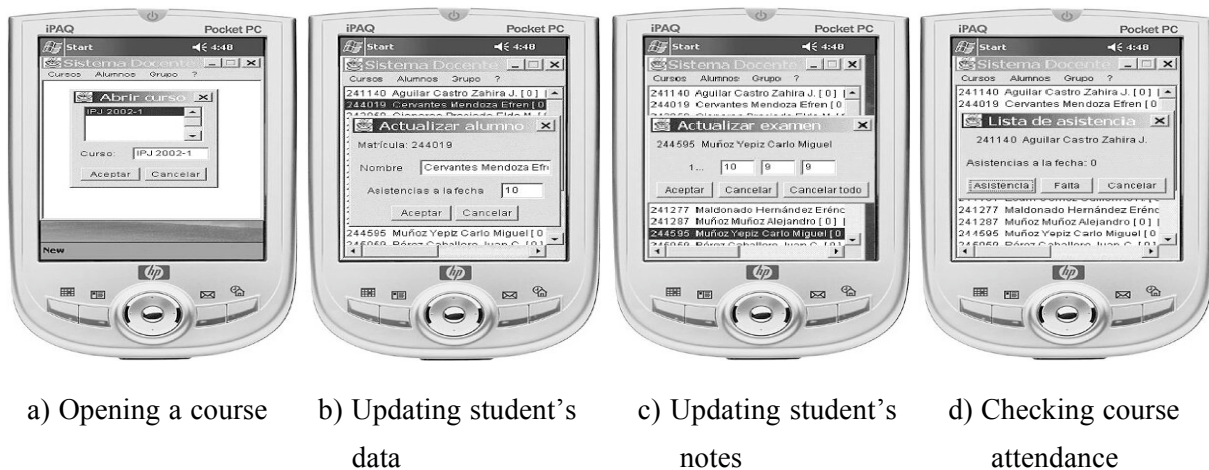 iPAQ Pocket PC
Start 4:48
Sistema Docente
Cursos Alumnos Grupo ?
Abrir curso
IPJ 2002-1
Curso: IPJ 2002-1
Aceptar Cancelar
New
hp
iPAQ Pocket PC
Start 4:48
Sistema Docente
Cursos Alumnos Grupo ?
241140 Aguilar Castro Zahira J. [0] |
244019 Cervantes Mendoza Efren [0
Actualizar alumno
Matrícula: 244019
Nombre Cervantes Mendoza Efr
Asistencias a la fecha 10
Aceptar Cancelar
244595 Muñoz Yepiz Carlo Miguel [0
hp
iPAQ Pocket PC
Start 4:48
Sistema Docente
Cursos Alumnos Grupo ?
241140 Aguilar Castro Zahira J. [0] |
244019 Cervantes Mendoza Efren [0
Actualizar examen
244595 Muñoz Yepiz Carlo Miguel
1... 10 9 9
Aceptar Cancelar Cancelar todo
241277 Maldonado Hernández Erénc
241287 Muñoz Muñoz Alejandro [0] |
244595 Muñoz Yepiz Carlo Miguel [0
hp
iPAQ Pocket PC
Start 4:48
Sistema Docente
Cursos Alumnos Grupo ?
241140 Aguilar Castro Zahira J. [0] |
244019 Cervantes Mendoza Efren [0
Lista de asistencia
241140 Aguilar Castro Zahira J.
Asistencias a la fecha: 0
Asistencia Falta Cancelar
241277 Maldonado Hernández Erénc
241287 Muñoz Muñoz Alejandro [0] |
244595 Muñoz Yepiz Carlo Miguel [0
hp
a) Opening a course
b) Updating student's
data
c) Updating student's
notes
d) Checking course
attendance